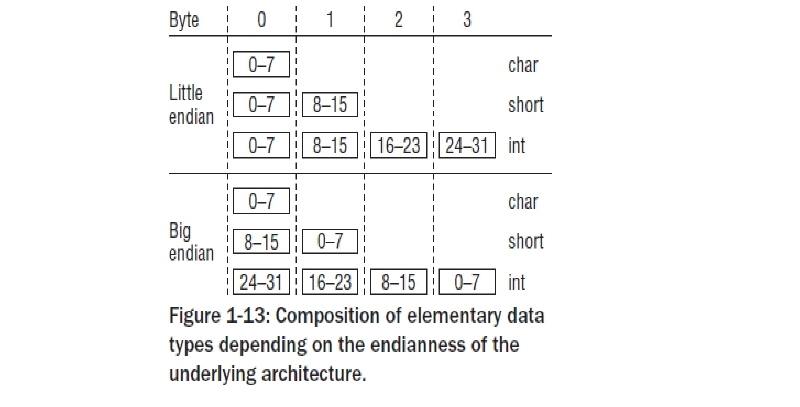 Byte 0 1 2 3
0–7 char
Little endian 0–7 8–15 short
0–7 8–15 16–23 24–31 int
0–7 char
Big endian 8–15 0–7 short
24–31 16–23 8–15 0–7 int
Figure 1-13: Composition of elementary data
types depending on the endianness of the
underlying architecture.